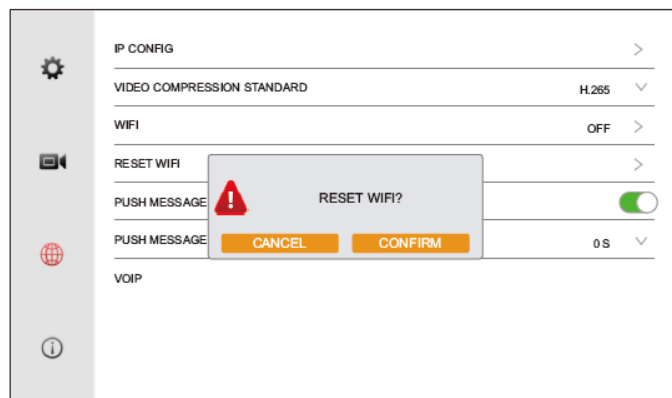 IP CONFIG
VIDEO COMPRESSION STANDARD H.265
WIFI OFF
RESET WIFI
RESET WIFI?
PUSH MESSAGE
CANCEL CONFIRM
PUSH MESSAGE 0 S
VOIP